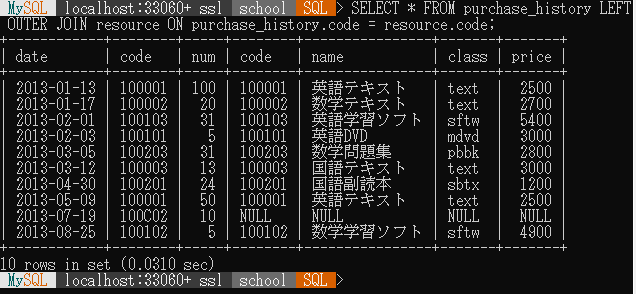 MySQL localhost:33060+ ssl school SQL > SELECT * FROM purchase_history LEFT
OUTER JOIN resource ON purchase_history.code = resource.code;
+------------+--------+-----+--------+------------------+-------+-------+
| date       | code   | num | code   | name             | class | price |
+------------+--------+-----+--------+------------------+-------+-------+
| 2013-01-13 | 100001 | 100 | 100001 | 英語テキスト | text | 2500 |
| 2013-01-17 | 100002 | 20 | 100002 | 数学テキスト | text | 2700 |
| 2013-02-01 | 100103 | 31 | 100103 | 英語学習ソフト | sftw | 5400 |
| 2013-02-03 | 100101 | 5 | 100101 | 英語DVD | mdvd | 3000 |
| 2013-03-05 | 100203 | 31 | 100203 | 数学問題集 | pbbk | 2800 |
| 2013-03-12 | 100003 | 13 | 100003 | 国語テキスト | text | 3000 |
| 2013-04-30 | 100201 | 24 | 100201 | 国語副読本 | sbtx | 1200 |
| 2013-05-09 | 100001 | 50 | 100001 | 英語テキスト | text | 2500 |
| 2013-07-19 | 100C02 | 10 | NULL | NULL | NULL | NULL |
| 2013-08-25 | 100102 | 5 | 100102 | 数学学習ソフト | sftw | 4900 |
+------------+--------+-----+--------+------------------+-------+-------+
10 rows in set (0.0310 sec)
MySQL localhost:33060+ ssl school SQL >